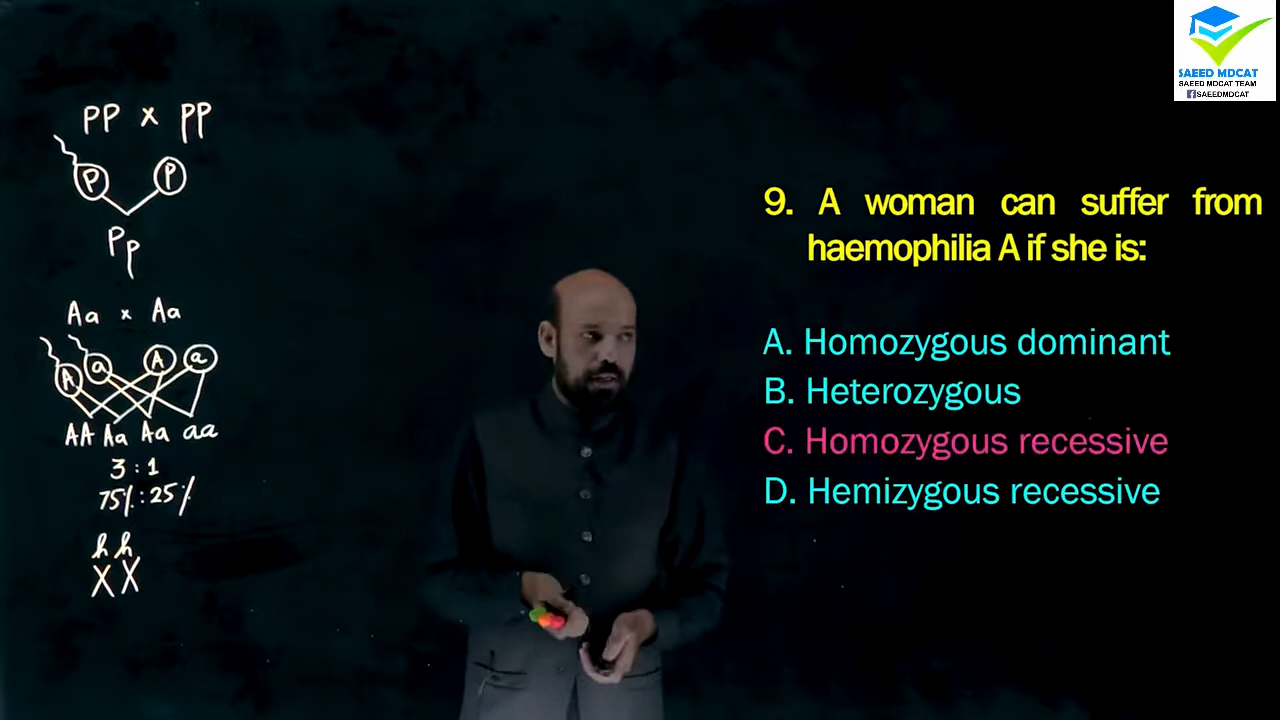 SAEED MDCAT
SAEED MDCAT TEAM
SAEEDMDCAT
PP x pp
P P
Pp
Aa x Aa
A a A a
AA Aa Aa aa
3 : 1
75% : 25%
h h
X X
9. A woman can suffer from
haemophilia A if she is:
A. Homozygous dominant
B. Heterozygous
C. Homozygous recessive
D. Hemizygous recessive